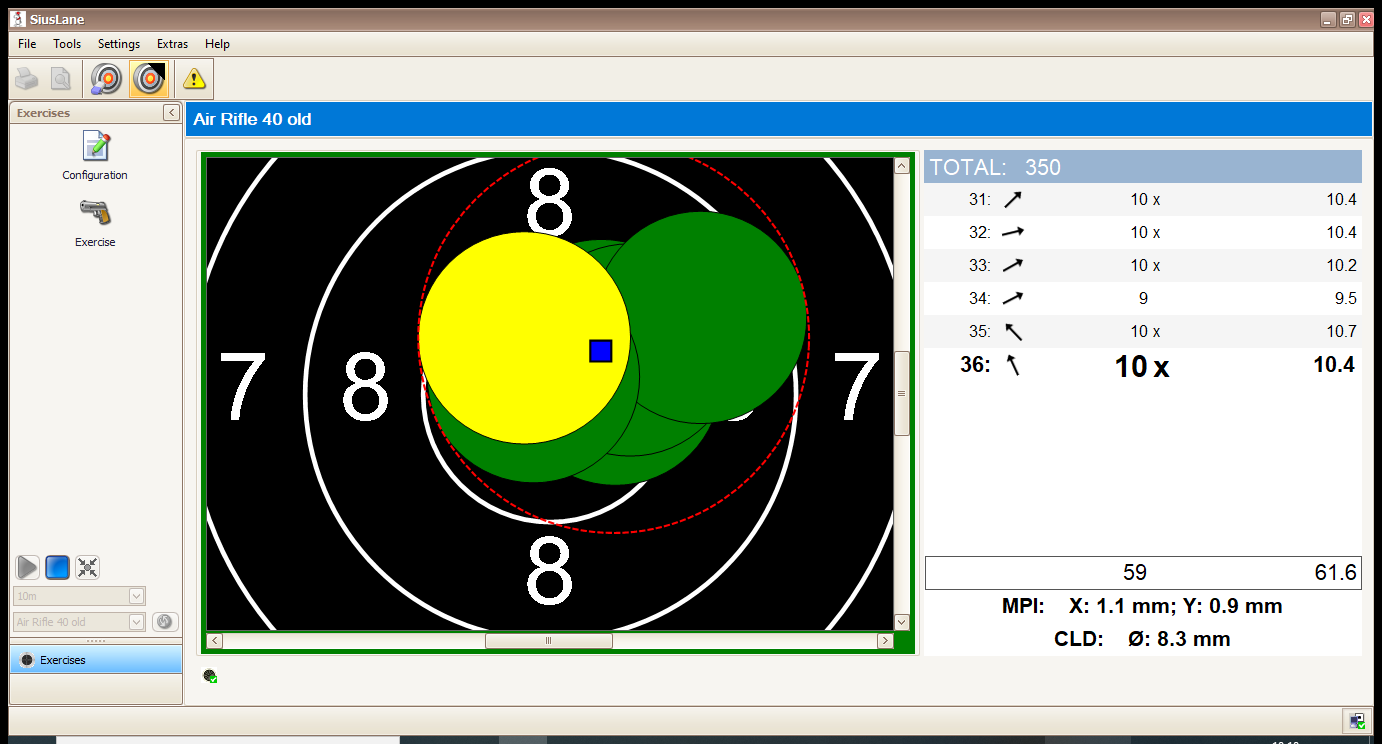 SiusLane
File Tools Settings Extras Help
Exercises
Configuration
Exercise
10m
Air Rifle 40 old
Exercises
Air Rifle 40 old
8
7 8 7
8
TOTAL: 350
31: 10 x 10.4
32: 10 x 10.4
33: 10 x 10.2
34: 9 9.5
35: 10 x 10.7
36: 10 x 10.4
59 61.6
MPI: X: 1.1 mm; Y: 0.9 mm
CLD: Ø: 8.3 mm